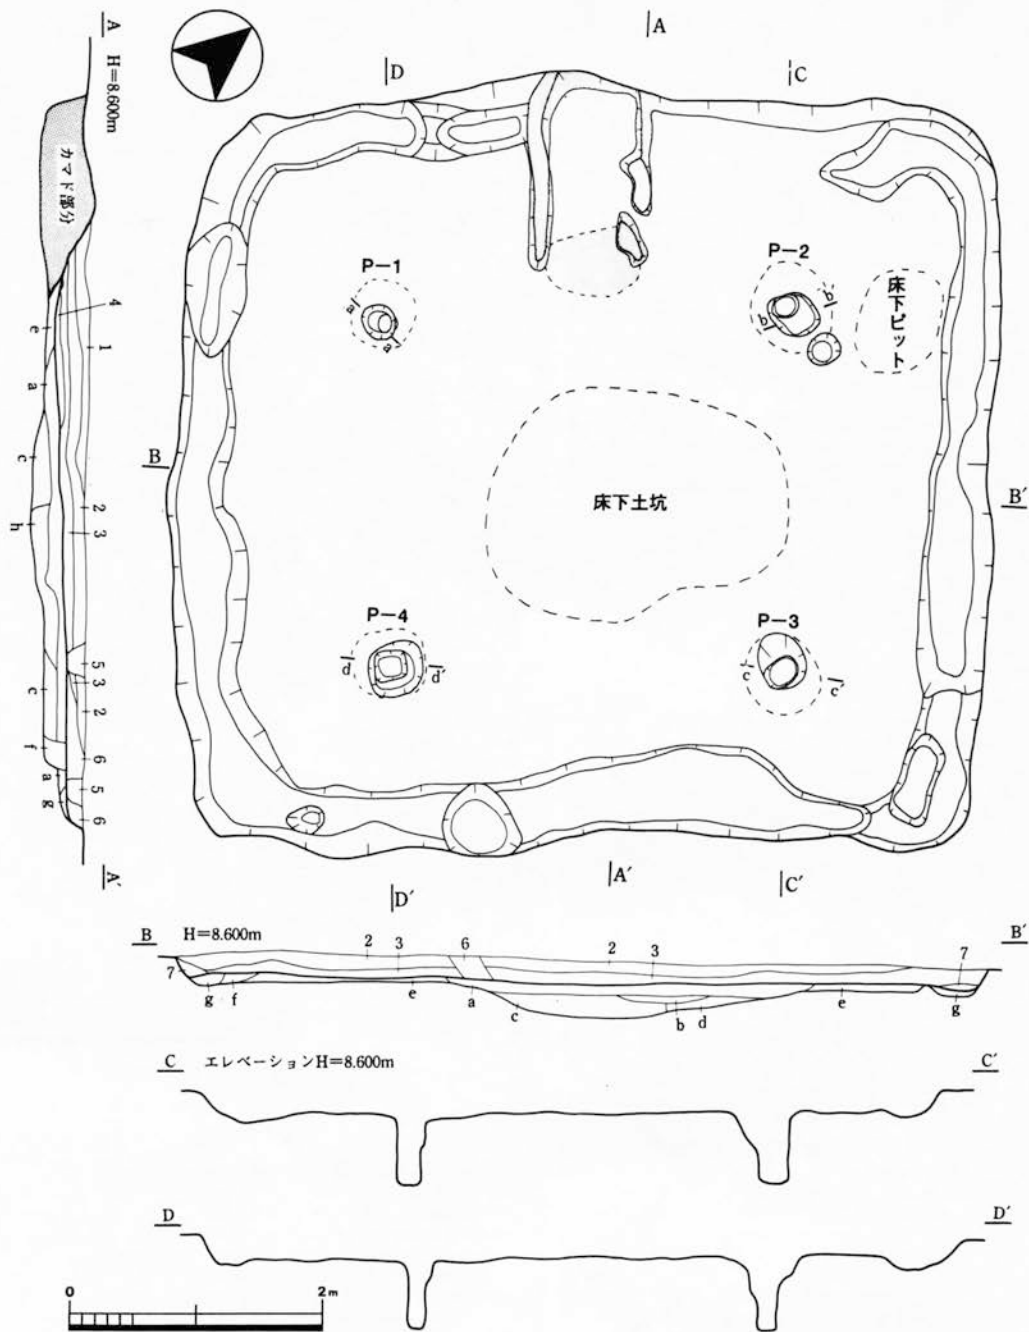 A
H=8.600m
カマド部分
4
e
1
a
c
2
h
3
5
3
c
2
f
6
a
5
g
6
A′
A
D
C
P—1
a
a′
P—2
b
b′
床下ピット
B
B′
床下土坑
P—4
d
d′
P—3
c
c′
D′
A′
C′
B
H=8.600m
2
3
6
2
3
7
B′
7
g
f
e
a
c
b
d
e
g
C
エレベーションH=8.600m
C′
D
D′
0
2m